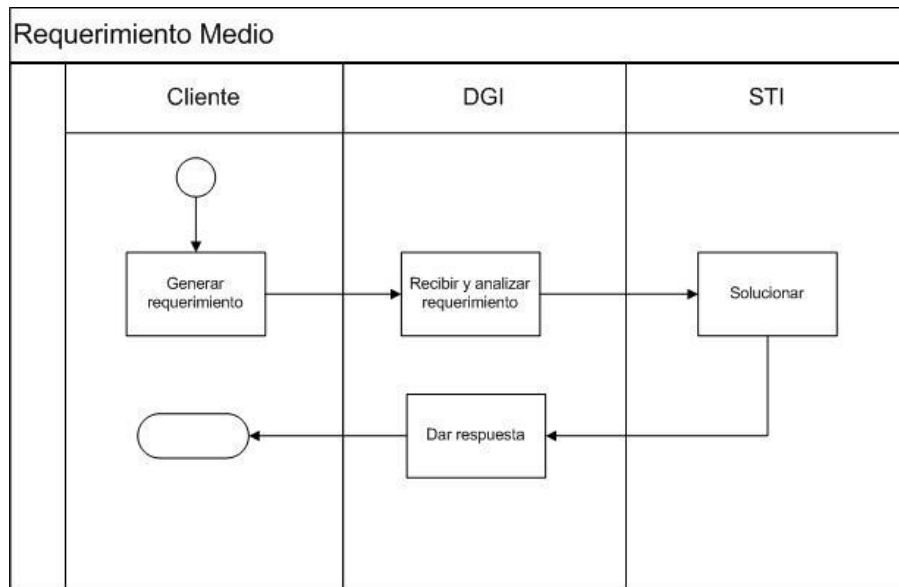 Requerimiento Medio
Cliente
DGI
STI
Generar
requerimiento
Recibir y analizar
requerimiento
Solucionar
Dar respuesta